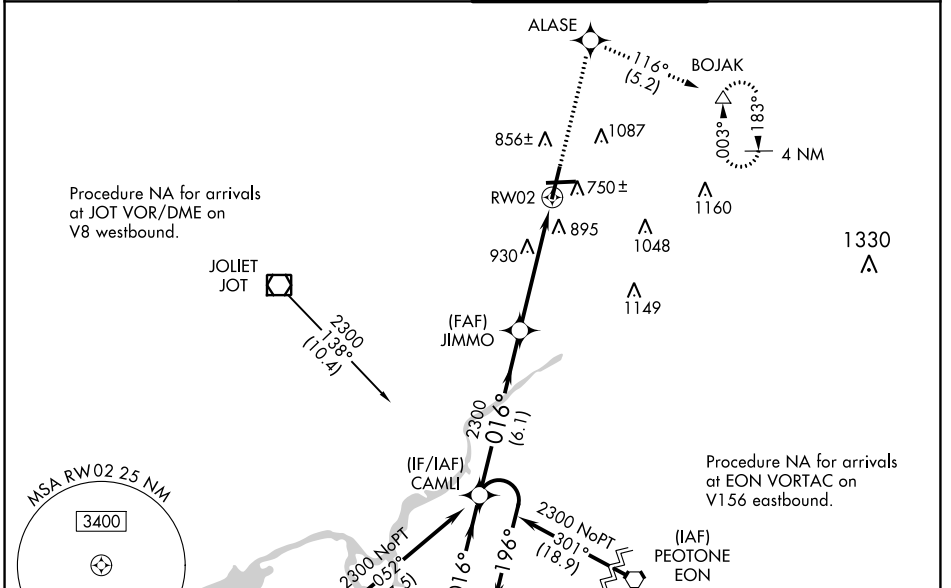 ALASE
116°
(5.2)
BOJAK
003°
183°
4 NM
856±
1087
RW02
750±
1160
895
930
1048
1330
1149
Procedure NA for arrivals
at JOT VOR/DME on
V8 westbound.
JOLIET
JOT
2300
138°
(10.4)
(FAF)
JIMMO
2300
016°
(6.1)
(IF/IAF)
CAMLI
Procedure NA for arrivals
at EON VORTAC on
V156 eastbound.
MSA RW02 25 NM
3400
2300 NoPT
052°
5)
16°
196°
2300 NoPT
301°
(18.9)
(IAF)
PEOTONE
EON